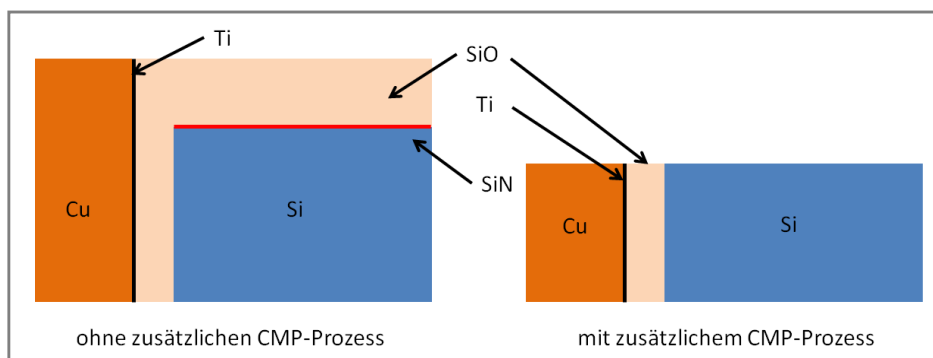 Ti
SiO
Ti
SiN
Cu
Si
Cu
Si
ohne zusätzlichen CMP-Prozess
mit zusätzlichem CMP-Prozess